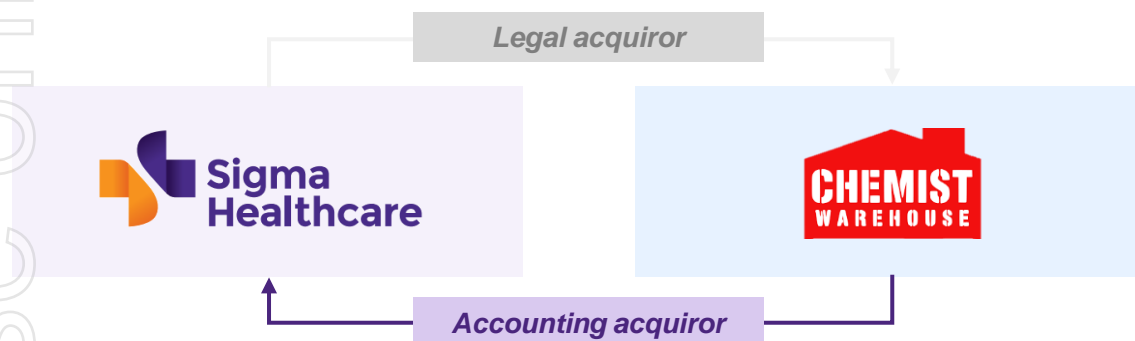 Legal acquiror
Sigma
Healthcare
CHEMIST
WAREHOUSE
Accounting acquiror